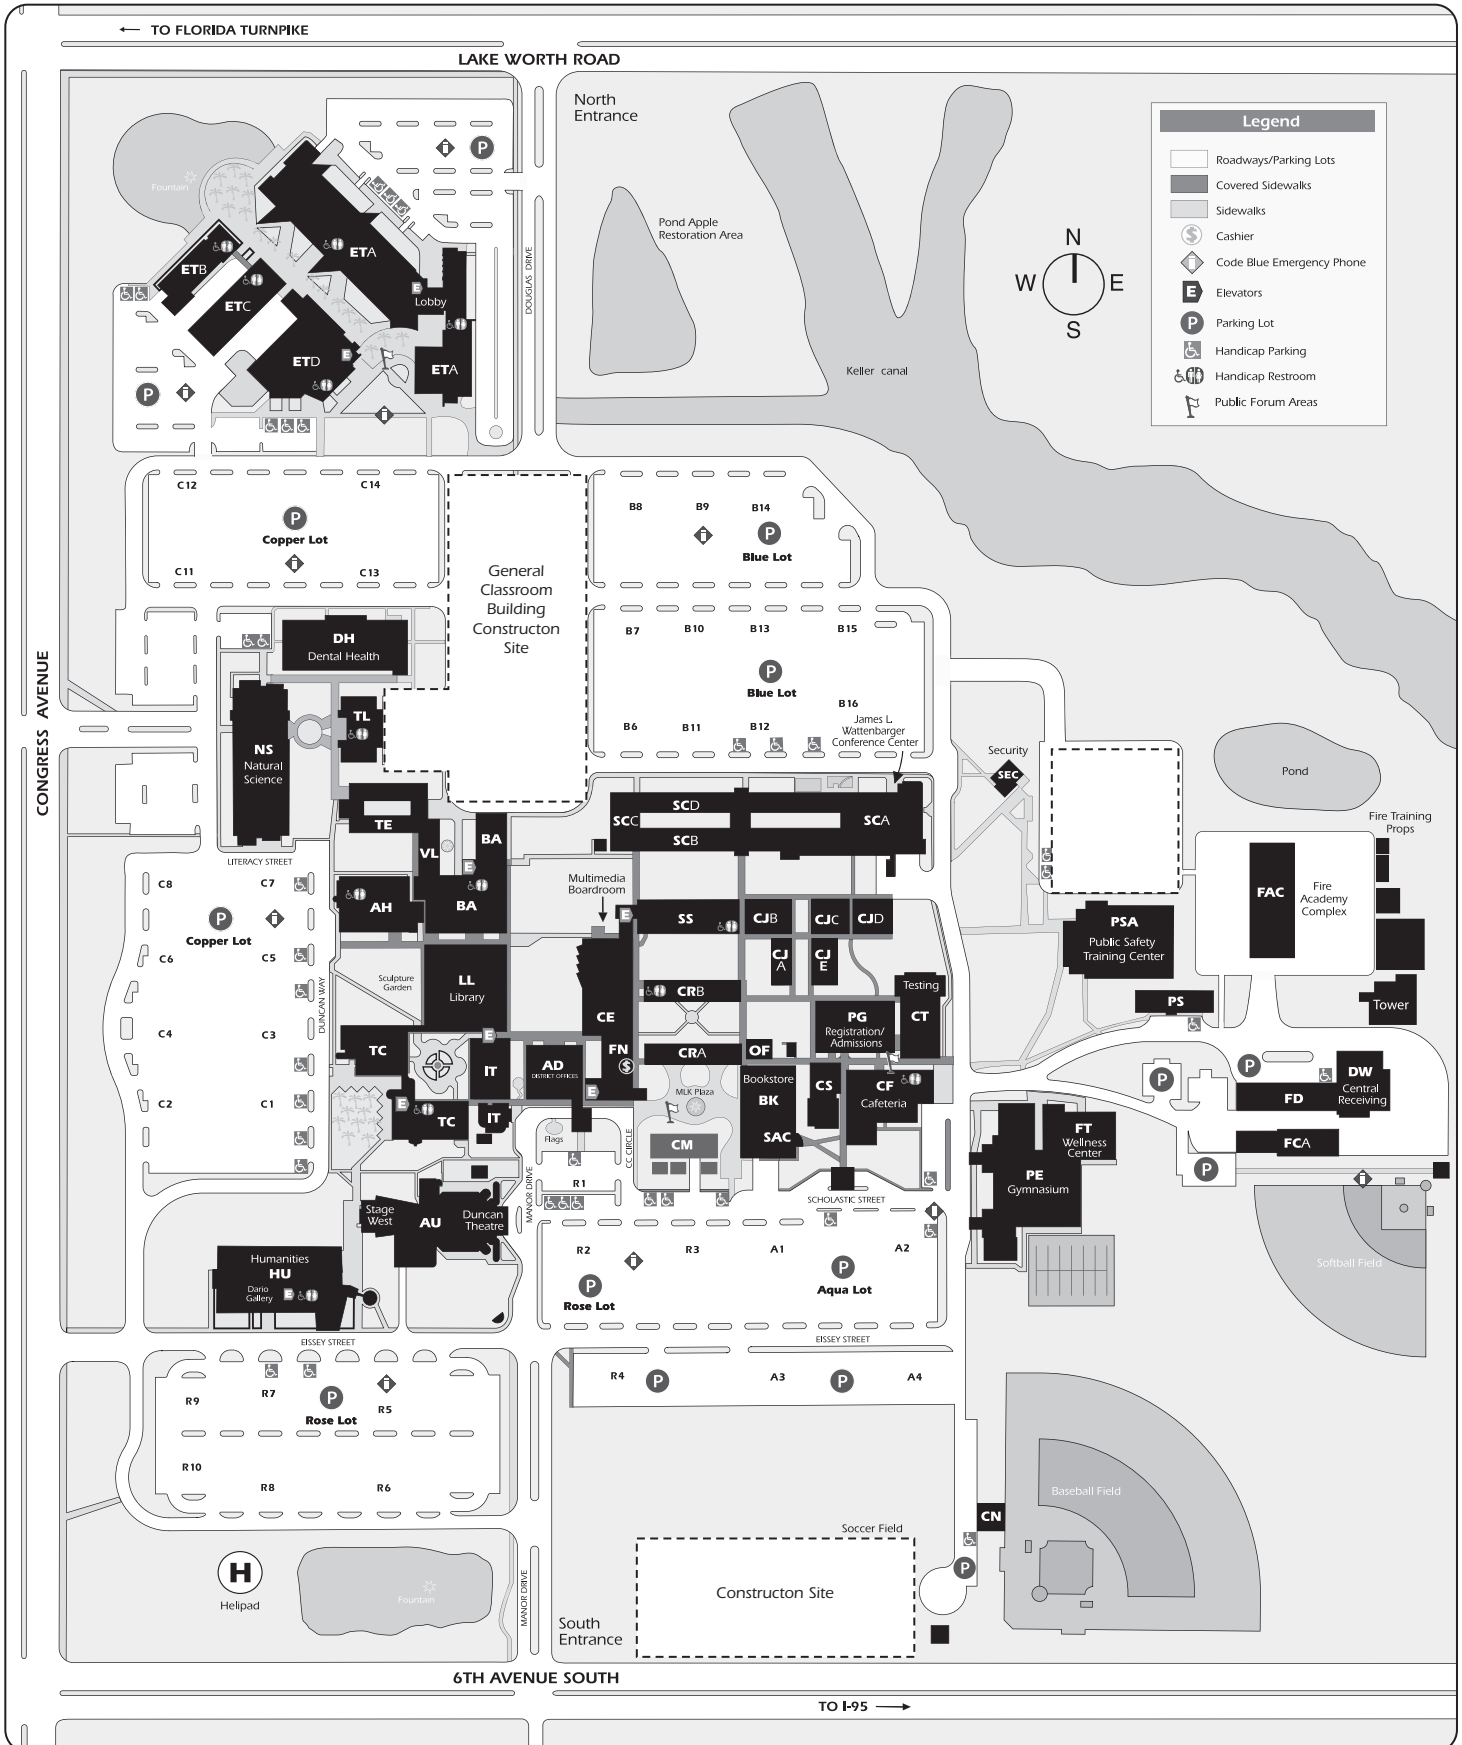 ← TO FLORIDA TURNPIKE
LAKE WORTH ROAD
North
Entrance
Legend
Roadways/Parking Lots
Covered Sidewalks
Sidewalks
$ Cashier
Code Blue Emergency Phone
E Elevators
P Parking Lot
Handicap Parking
Handicap Restroom
Public Forum Areas
N
W E
S
P
Fountain
ETA
ETB
ETC
ETD
E
Lobby
E
ETA
P
DOUGLAS DRIVE
Pond Apple
Restoration Area
Keller canal
CONGRESS AVENUE
C12
C14
P
Copper Lot
C11
C13
General
Classroom
Building
Constructon
Site
B8
B9
B14
P
Blue Lot
B7
B10
B13
B15
P
Blue Lot
B16
B6
B11
B12
James L.
Wattenbarger
Conference Center
DH
Dental Health
TL
NS
Natural
Science
TE
VL
BA
E
BA
AH
LITERACY STREET
SCD
SCC
SCB
SCA
Security
SEC
Pond
Fire Training
Props
FAC
Fire
Academy
Complex
PSA
Public Safety
Training Center
PS
Tower
C8
C7
P
Copper Lot
C6
C5
C4
C3
C2
C1
DUNCAN WAY
Sculpture
Garden
LL
Library
E
Multimedia
Boardroom
E
SS
CJB
CJC
CJD
CJ
A
CJ
E
CRB
CE
FN
$
E
CRA
OF
PG
Registration/
Admissions
Testing
CT
TC
IT
AD
DISTRICT OFFICES
E
TC
IT
Flags
MLK Plaza
CM
Bookstore
BK
SAC
CS
CF
Cafeteria
CC CIRCLE
R1
MANOR DRIVE
SCHOLASTIC STREET
P
P
DW
Central
Receiving
FD
FCA
P
FT
Wellness
Center
PE
Gymnasium
Softball Field
Stage
West
AU
Duncan
Theatre
Humanities
HU
Dario
Gallery
E
R2
R3
A1
A2
P
Rose Lot
P
Aqua Lot
EISSEY STREET
EISSEY STREET
R4
P
A3
P
A4
R9
R7
P
Rose Lot
R5
R10
R8
R6
Baseball Field
CN
P
Soccer Field
Constructon Site
H
Helipad
Fountain
MANOR DRIVE
South
Entrance
6TH AVENUE SOUTH
TO I-95 →